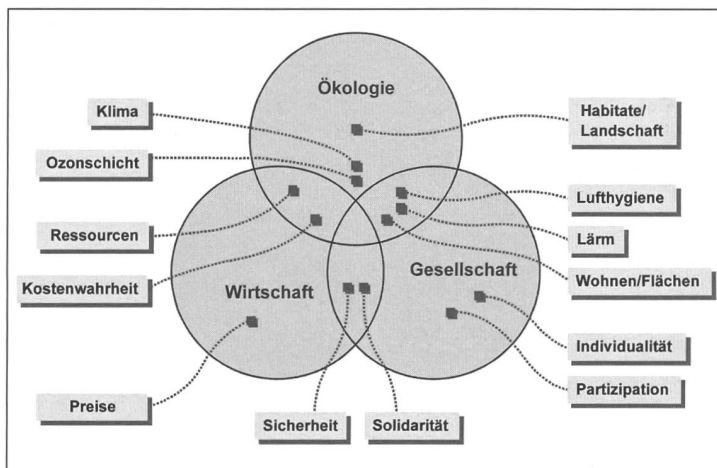 Ökologie
Klima
Habitate/
Landschaft
Ozonschicht
Lufthygiene
Ressourcen
Lärm
Gesellschaft
Kostenwahrheit
Wirtschaft
Wohnen/Flächen
Individualität
Partizipation
Preise
Sicherheit
Solidarität